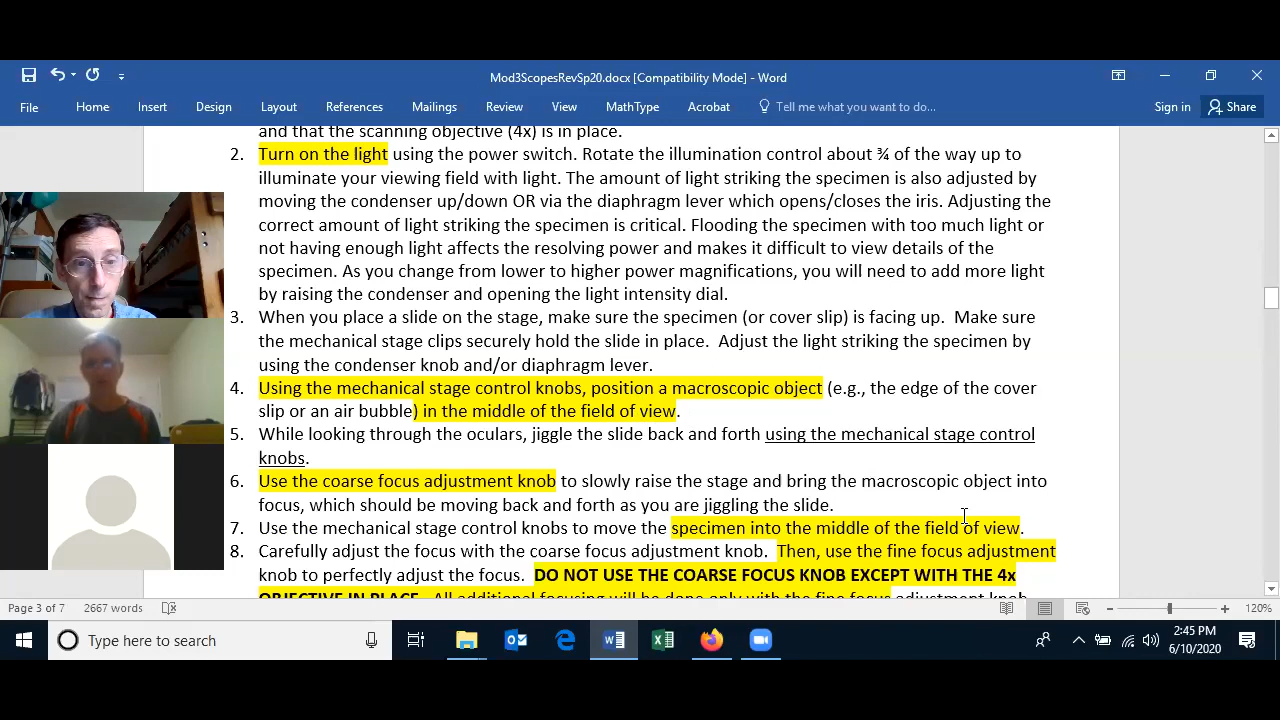 Mod3ScopesRevSp20.docx [Compatibility Mode] - Word
File Home Insert Design Layout References Mailings Review View MathType Acrobat Tell me what you want to do... Sign in Share
and that the scanning objective (4x) is in place.
2. Turn on the light using the power switch. Rotate the illumination control about ¾ of the way up to
illuminate your viewing field with light. The amount of light striking the specimen is also adjusted by
moving the condenser up/down OR via the diaphragm lever which opens/closes the iris. Adjusting the
correct amount of light striking the specimen is critical. Flooding the specimen with too much light or
not having enough light affects the resolving power and makes it difficult to view details of the
specimen. As you change from lower to higher power magnifications, you will need to add more light
by raising the condenser and opening the light intensity dial.
3. When you place a slide on the stage, make sure the specimen (or cover slip) is facing up. Make sure
the mechanical stage clips securely hold the slide in place. Adjust the light striking the specimen by
using the condenser knob and/or diaphragm lever.
4. Using the mechanical stage control knobs, position a macroscopic object (e.g., the edge of the cover
slip or an air bubble) in the middle of the field of view.
5. While looking through the oculars, jiggle the slide back and forth using the mechanical stage control
knobs.
6. Use the coarse focus adjustment knob to slowly raise the stage and bring the macroscopic object into
focus, which should be moving back and forth as you are jiggling the slide.
7. Use the mechanical stage control knobs to move the specimen into the middle of the field of view.
8. Carefully adjust the focus with the coarse focus adjustment knob. Then, use the fine focus adjustment
knob to perfectly adjust the focus. DO NOT USE THE COARSE FOCUS KNOB EXCEPT WITH THE 4x
OBJECTIVE IN PLACE. All additional focusing will be done only with the fine focus adjustment knob.
Page 3 of 7 2667 words 120%
Type here to search
2:45 PM
6/10/2020